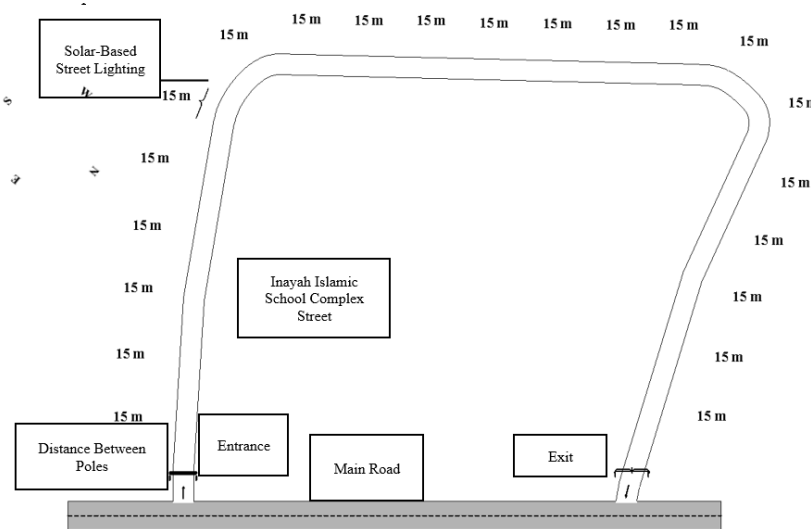 15 m
15 m
15 m
15 m
15 m
15 m
15 m
15 m
15 m
Solar-Based
Street Lighting
15 m
15 m
S
W
N
E
15 m
15 m
15 m
15 m
15 m
15 m
15 m
Inayah Islamic
School Complex
Street
15 m
15 m
15 m
15 m
Distance Between
Poles
Entrance
Main Road
Exit